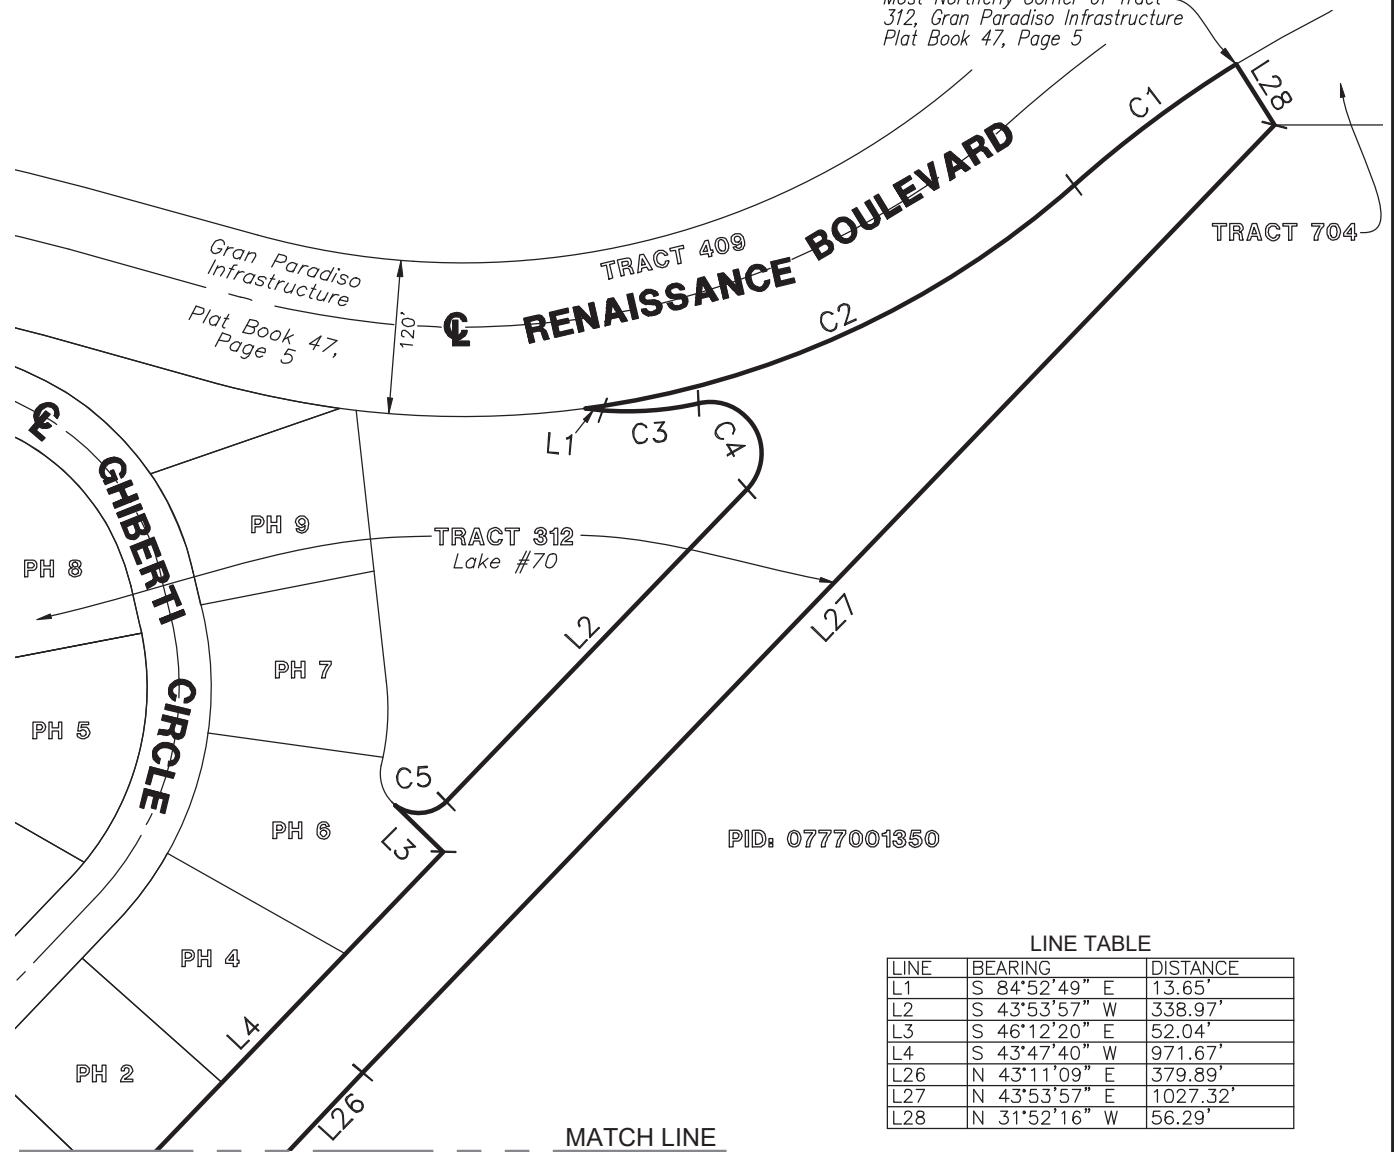 Most Northerly Corner of Tract
312, Gran Paradiso Infrastructure
Plat Book 47, Page 5
L28
C1
TRACT 704
RENAISSANCE BOULEVARD
TRACT 409
Gran Paradiso
Infrastructure
Plat Book 47,
Page 5
120'
℄
C2
L1
C3
C4
℄
GHIBERTI CIRCLE
PH 9
PH 8
TRACT 312
Lake #70
L2
L27
PH 7
PH 5
C5
L3
PH 6
PID: 0777001350
PH 4
L4
PH 2
L26
MATCH LINE
LINE TABLE
LINE BEARING DISTANCE
L1 S 84°52'49" E 13.65'
L2 S 43°53'57" W 338.97'
L3 S 46°12'20" E 52.04'
L4 S 43°47'40" W 971.67'
L26 N 43°11'09" E 379.89'
L27 N 43°53'57" E 1027.32'
L28 N 31°52'16" W 56.29'